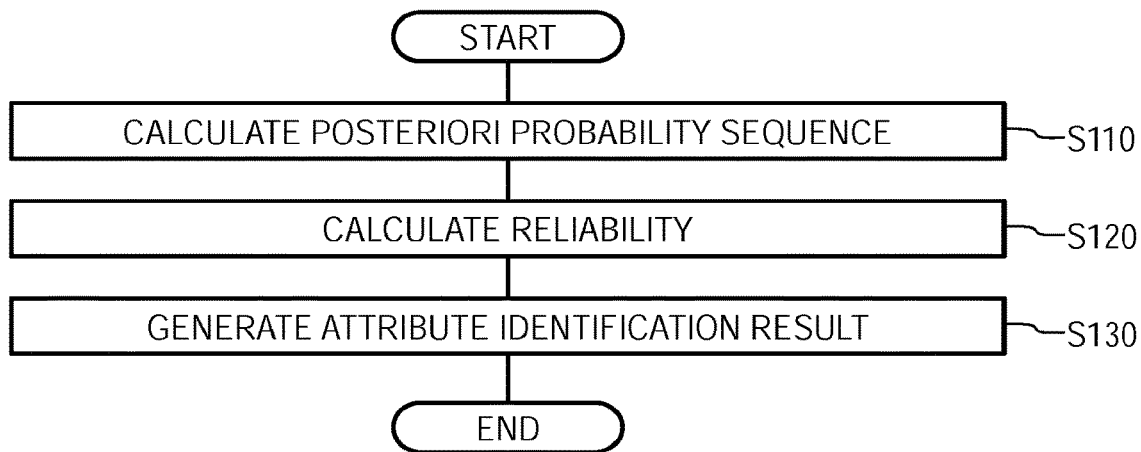 START
CALCULATE POSTERIORI PROBABILITY SEQUENCE
S110
CALCULATE RELIABILITY
S120
GENERATE ATTRIBUTE IDENTIFICATION RESULT
S130
END